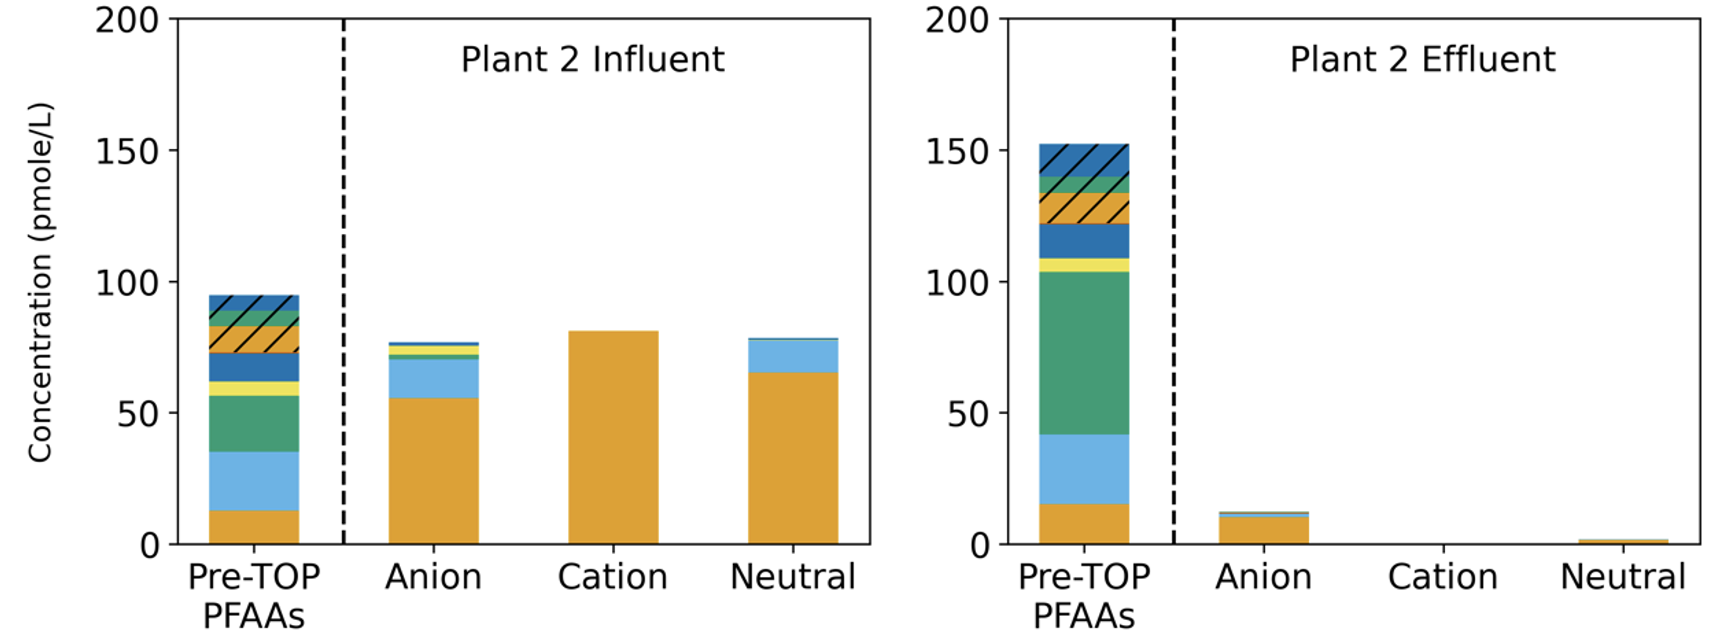 Concentration (pmole/L)
200
150
100
50
0
Plant 2 Influent
Pre-TOP
PFAAs
Anion
Cation
Neutral
200
150
100
50
0
Plant 2 Effluent
Pre-TOP
PFAAs
Anion
Cation
Neutral